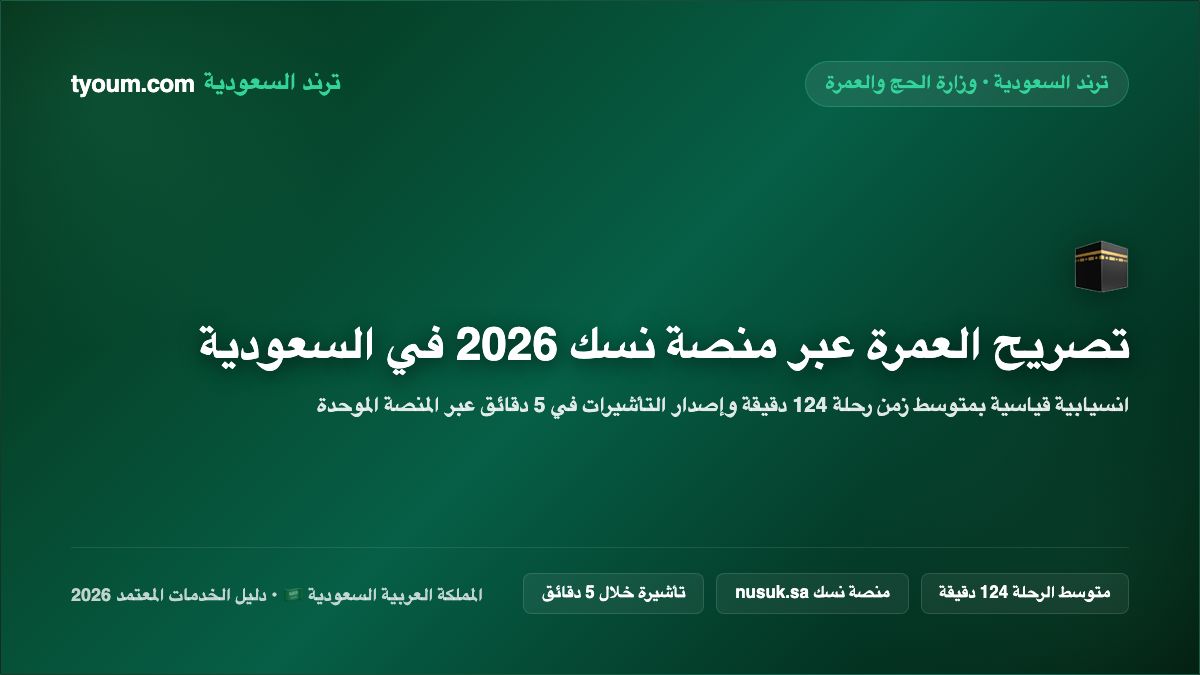 ترند السعودية • وزارة الحج والعمرة
ترند السعودية tyoum.com
تصريح العمرة عبر منصة نسك 2026 في السعودية
انسيابية قياسية بمتوسط زمن رحلة 124 دقيقة وإصدار التأشيرات في 5 دقائق عبر المنصة الموحدة
متوسط الرحلة 124 دقيقة
منصة نسك nusuk.sa
تأشيرة خلال 5 دقائق
المملكة العربية السعودية 🇸🇦 • دليل الخدمات المعتمد 2026